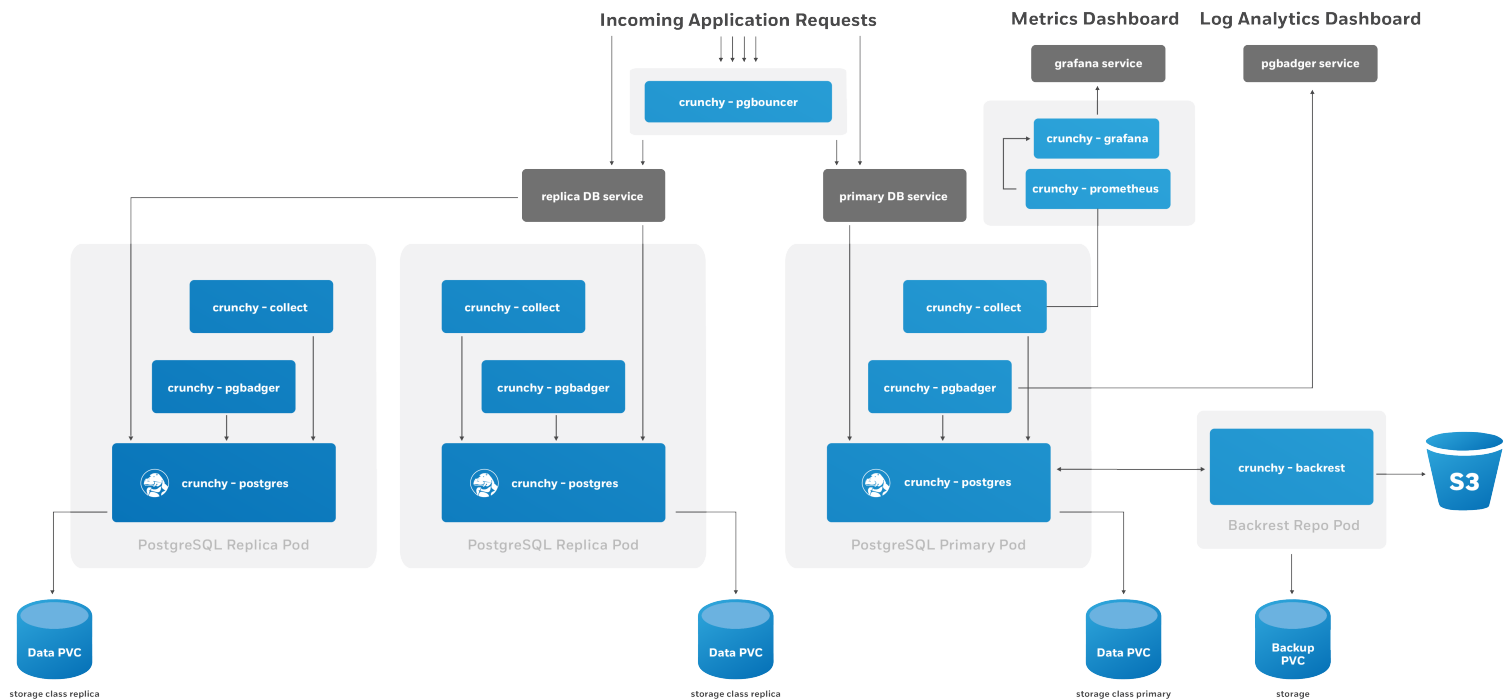 Incoming Application Requests
Metrics Dashboard
Log Analytics Dashboard
grafana service
pgbadger service
crunchy - pgbouncer
crunchy - grafana
crunchy - prometheus
replica DB service
primary DB service
crunchy - collect
crunchy - collect
crunchy - collect
crunchy - pgbadger
crunchy - pgbadger
crunchy - pgbadger
crunchy - postgres
crunchy - postgres
crunchy - postgres
crunchy - backrest
S3
PostgreSQL Replica Pod
PostgreSQL Replica Pod
PostgreSQL Primary Pod
Backrest Repo Pod
Data PVC
Data PVC
Data PVC
Backup
PVC
storage class replica
storage class replica
storage class primary
storage